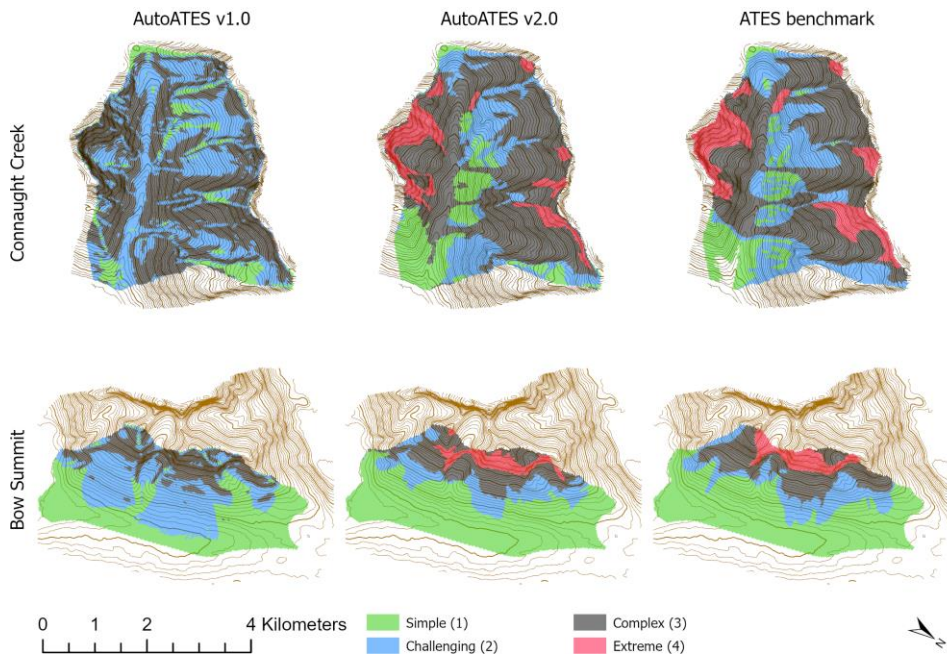 AutoATES v1.0 AutoATES v2.0 ATES benchmark
Connaught Creek
Bow Summit
0 1 2 4 Kilometers
Simple (1) Complex (3)
Challenging (2) Extreme (4)
N